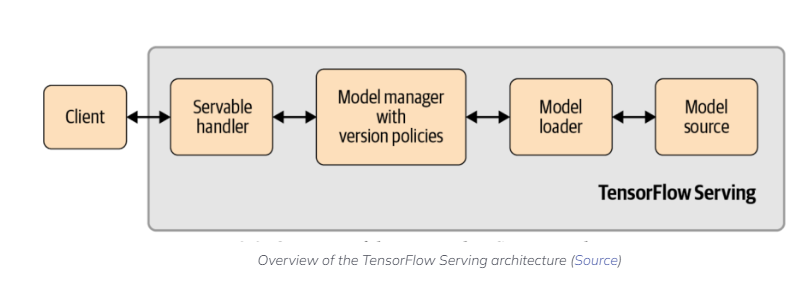 Client
Servable
handler
Model manager
with
version policies
Model
loader
Model
source
TensorFlow Serving
Overview of the TensorFlow Serving architecture (Source)